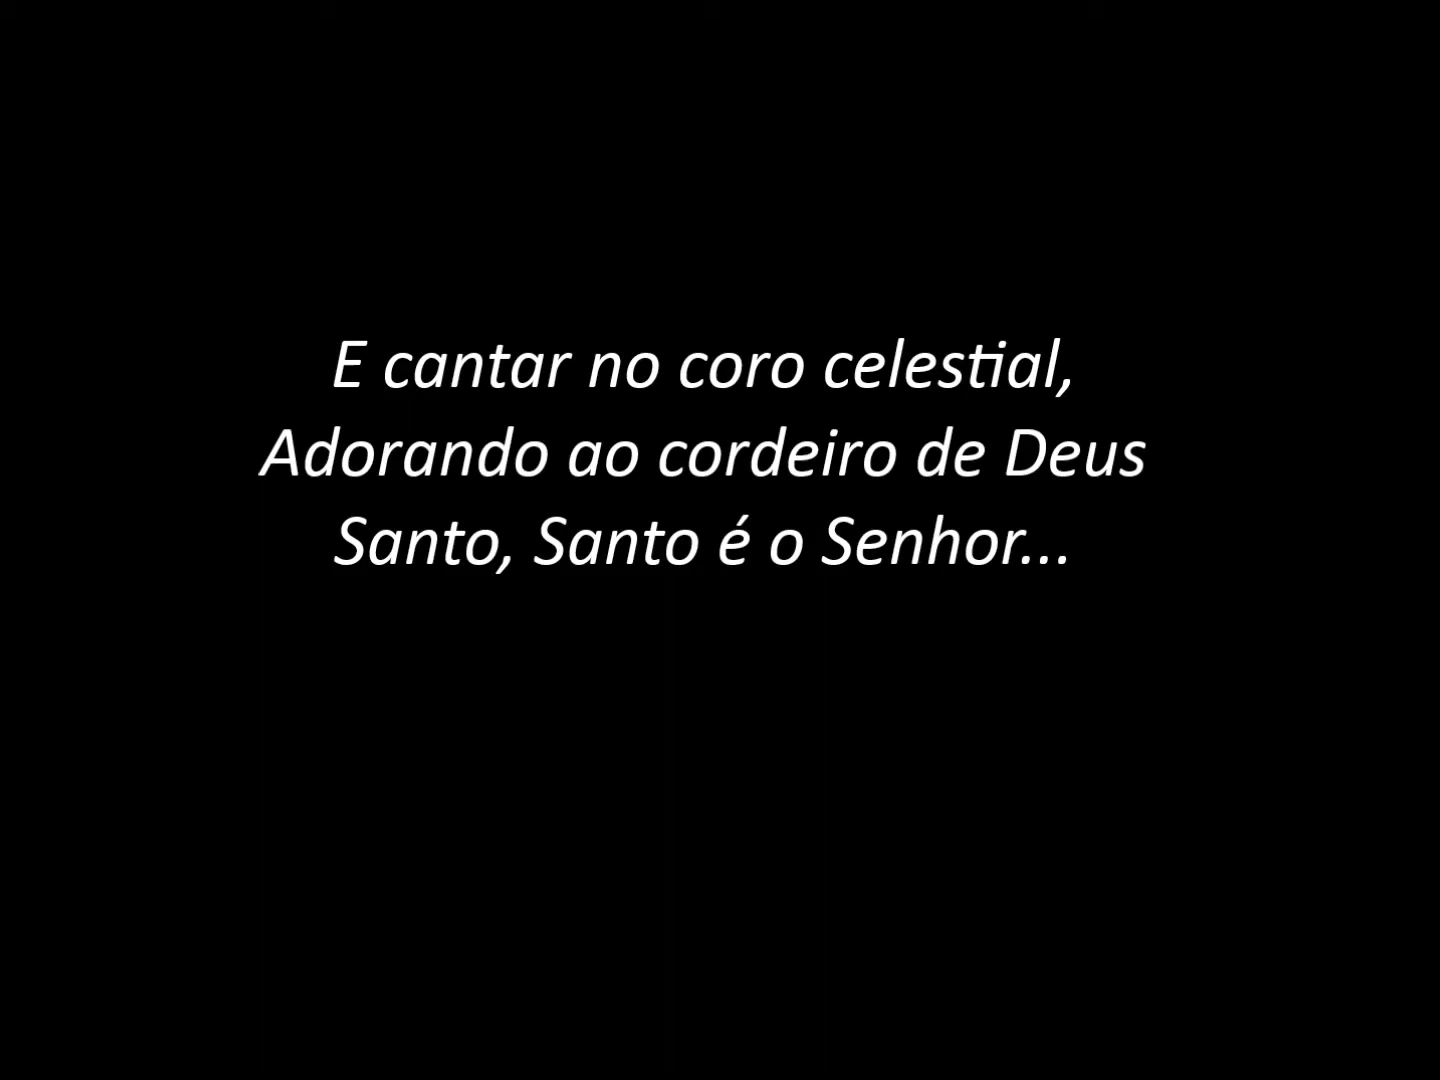 E cantar no coro celestial,
Adorando ao cordeiro de Deus
Santo, Santo é o Senhor...